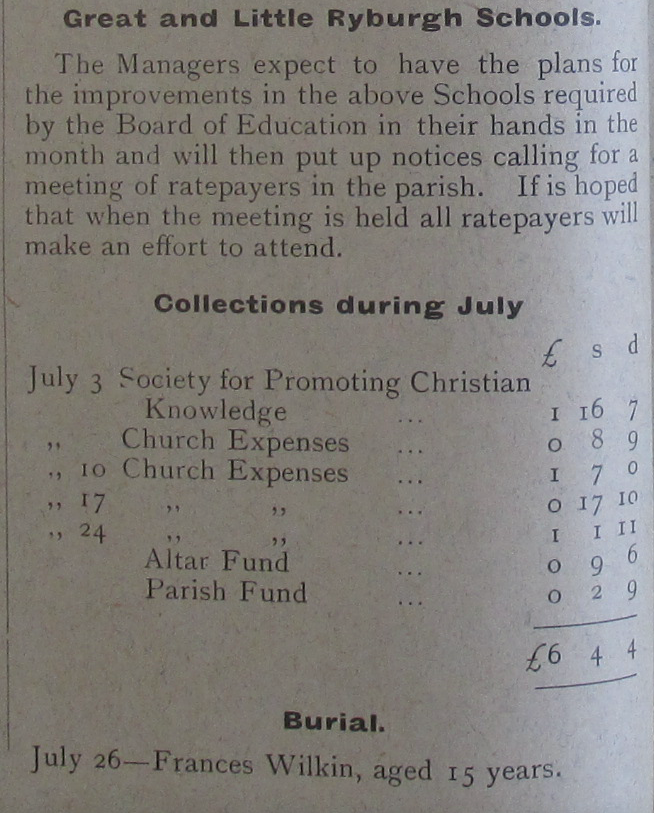 Great and Little Ryburgh Schools.
The Managers expect to have the plans for
the improvements in the above Schools required
by the Board of Education in their hands in the
month and will then put up notices calling for a
meeting of ratepayers in the parish. If is hoped
that when the meeting is held all ratepayers will
make an effort to attend.
Collections during July
£ s d
July 3 Society for Promoting Christian
Knowledge ... 1 16 7
,, Church Expenses ... 0 8 9
,, 10 Church Expenses ... 1 7 0
,, 17 ,, ,, ... 0 17 10
,, 24 ,, ,, ... 1 1 11
Altar Fund ... 0 9 6
Parish Fund ... 0 2 9
£6 4 4
Burial.
July 26—Frances Wilkin, aged 15 years.